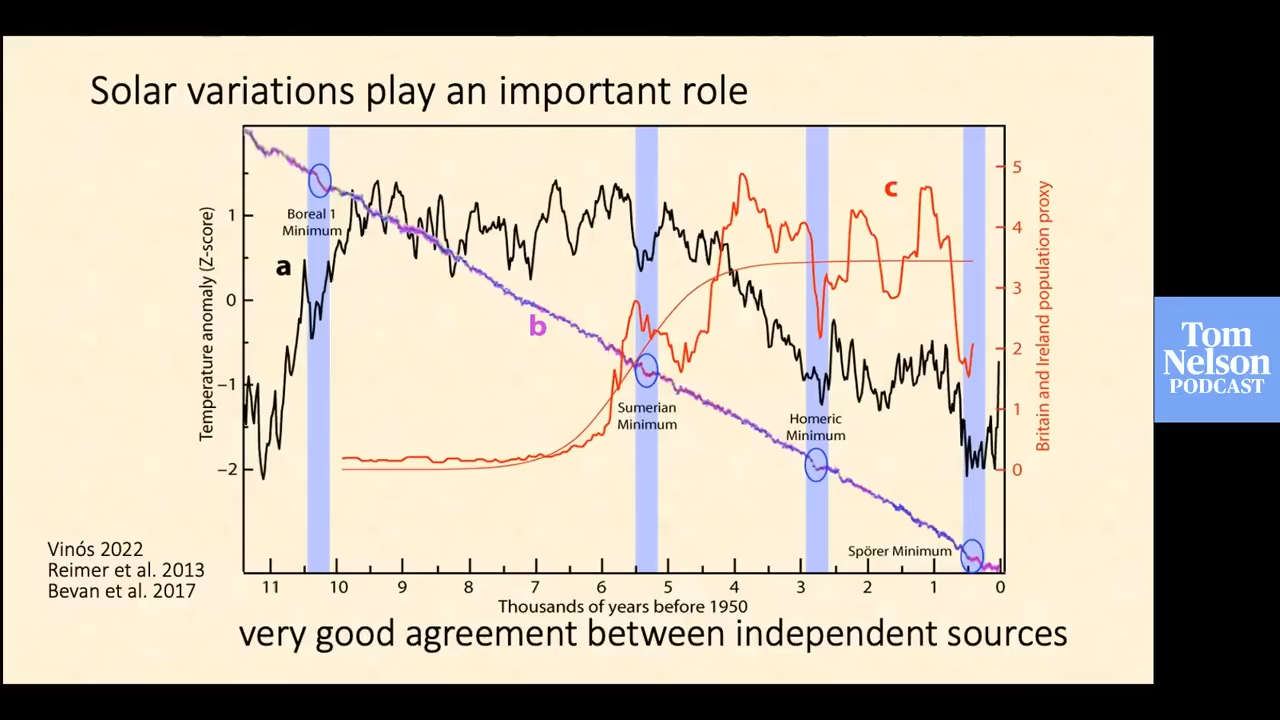 Solar variations play an important role
Temperature anomaly (Z-score)
1
0
−1
−2
a
b
c
Boreal 1
Minimum
Sumerian
Minimum
Homeric
Minimum
Spörer Minimum
5
4
3
2
1
0
Britain and Ireland population proxy
11 10 9 8 7 6 5 4 3 2 1 0
Thousands of years before 1950
Vinós 2022
Reimer et al. 2013
Bevan et al. 2017
very good agreement between independent sources
Tom
Nelson
PODCAST